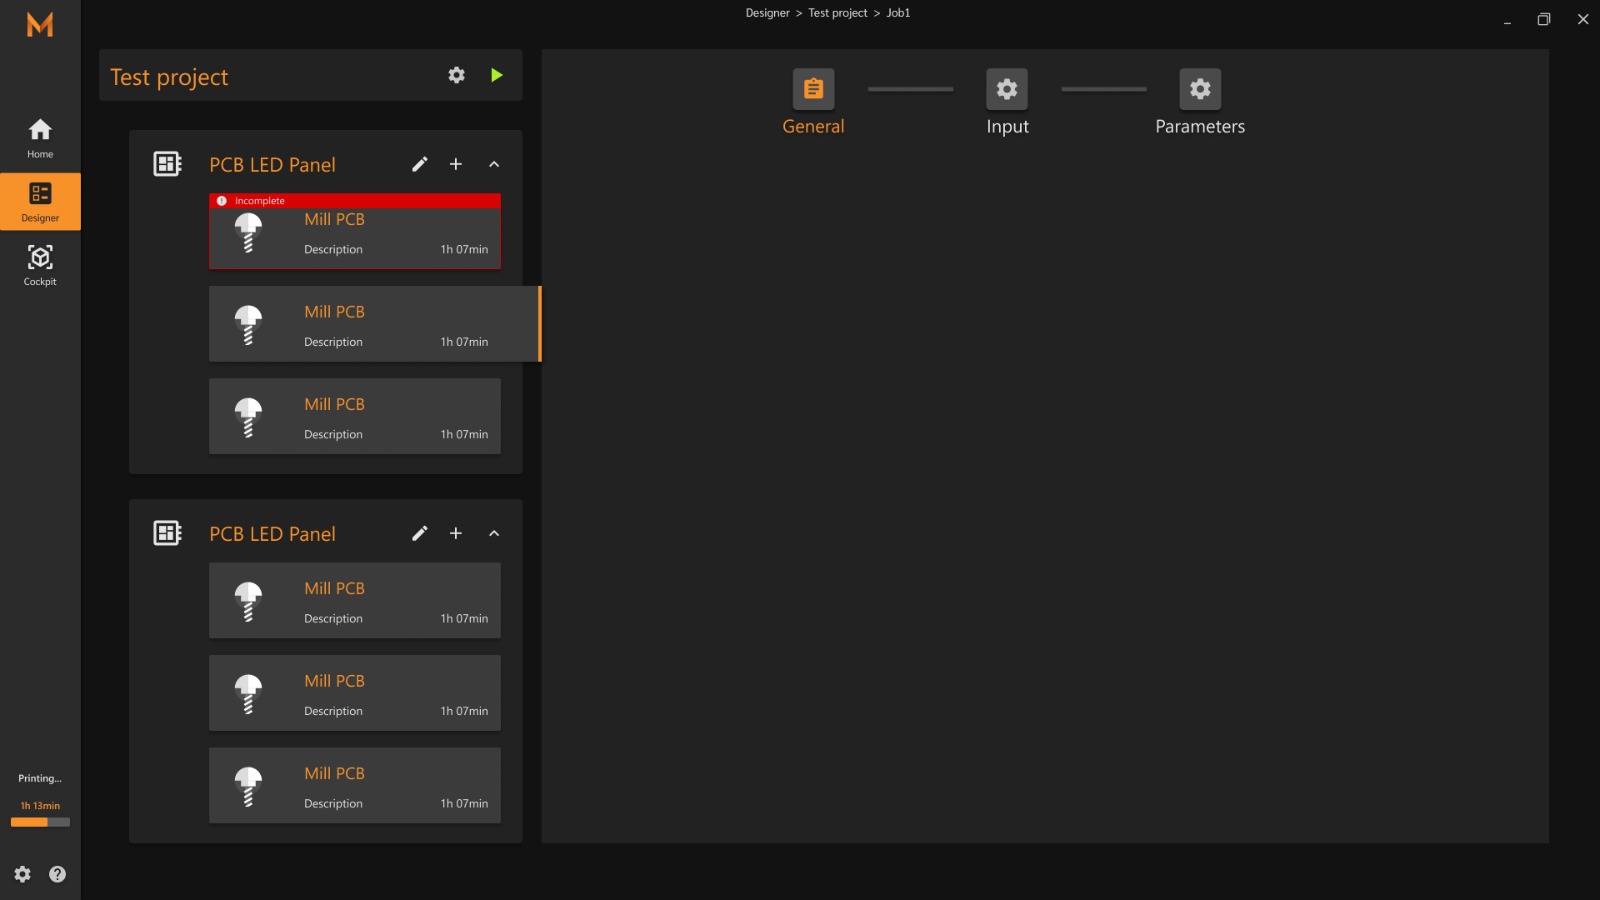 Designer > Test project > Job1
Home
Designer
Cockpit
Printing...
1h 13min
Test project
PCB LED Panel
Incomplete
Mill PCB
Description 1h 07min
Mill PCB
Description 1h 07min
Mill PCB
Description 1h 07min
PCB LED Panel
Mill PCB
Description 1h 07min
Mill PCB
Description 1h 07min
Mill PCB
Description 1h 07min
General
Input
Parameters